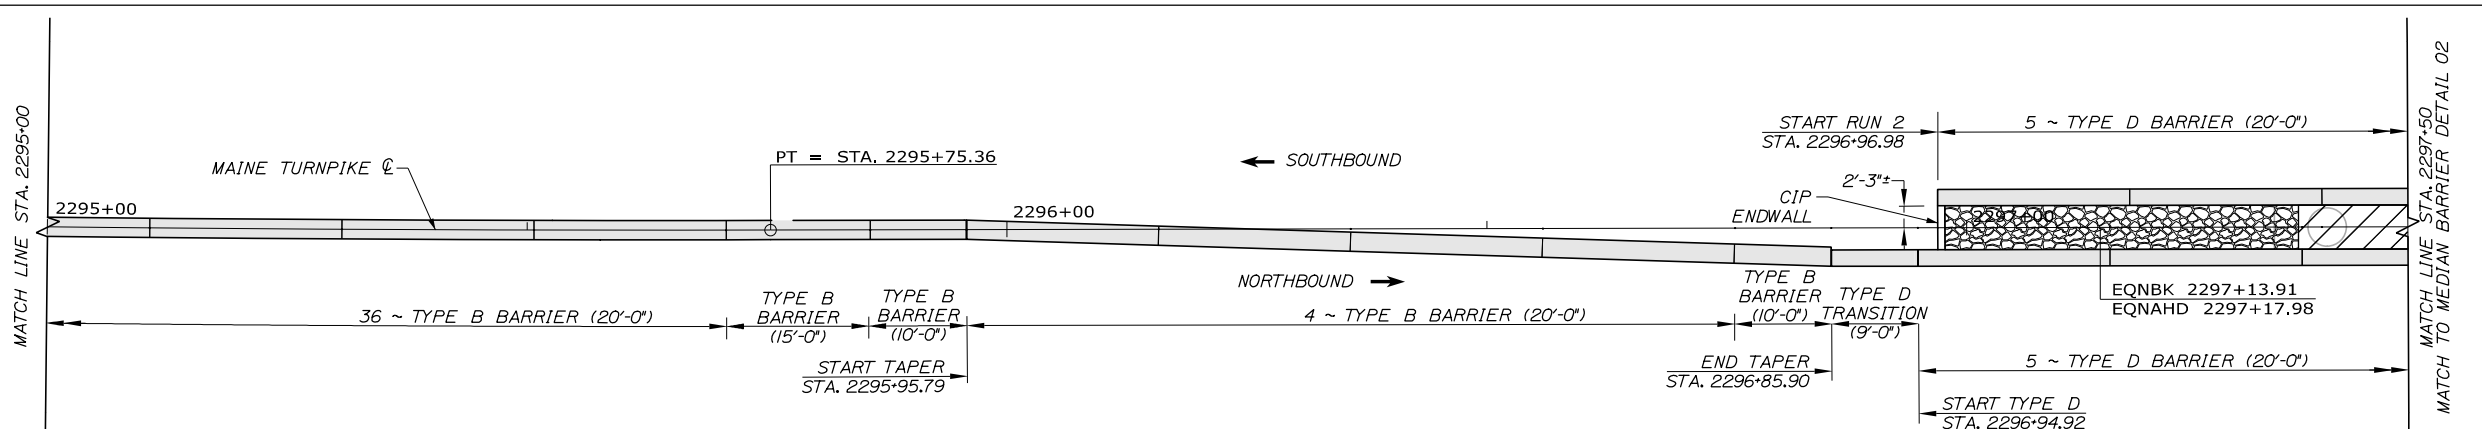 MATCH LINE STA. 2295+00
MAINE TURNPIKE ℄
2295+00
PT = STA. 2295+75.36
2296+00
SOUTHBOUND
NORTHBOUND
START RUN 2
STA. 2296+96.98
5 ~ TYPE D BARRIER (20'-0")
2'-3"±
CIP
ENDWALL
2297+00
EQNBK 2297+13.91
EQNAHD 2297+17.98
36 ~ TYPE B BARRIER (20'-0")
TYPE B
BARRIER
(15'-0")
TYPE B
BARRIER
(10'-0")
4 ~ TYPE B BARRIER (20'-0")
TYPE B
BARRIER
(10'-0")
TYPE D
TRANSITION
(9'-0")
START TAPER
STA. 2295+95.79
END TAPER
STA. 2296+85.90
5 ~ TYPE D BARRIER (20'-0")
START TYPE D
STA. 2296+94.92
MATCH LINE STA. 2297+50
MATCH TO MEDIAN BARRIER DETAIL 02